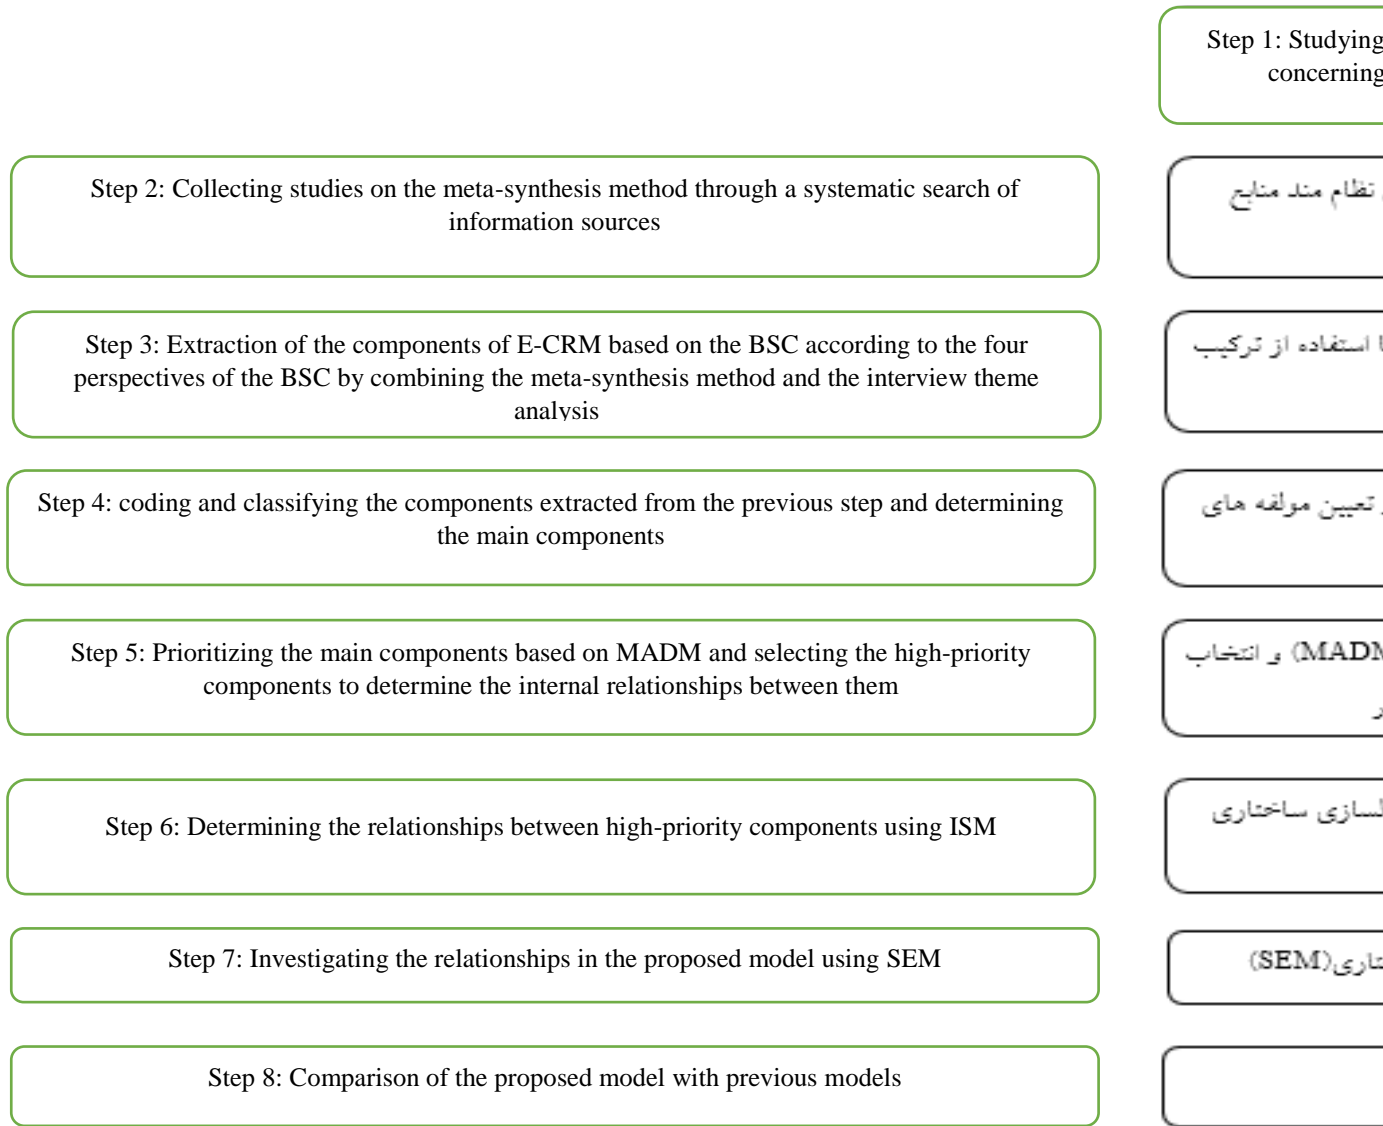 Step 1: Studying
concerning
Step 2: Collecting studies on the meta-synthesis method through a systematic search of
information sources
نظام مند منابع
Step 3: Extraction of the components of E-CRM based on the BSC according to the four
perspectives of the BSC by combining the meta-synthesis method and the interview theme
analysis
استفاده از ترکیب
Step 4: coding and classifying the components extracted from the previous step and determining
the main components
تعیین مولفه های
Step 5: Prioritizing the main components based on MADM and selecting the high-priority
components to determine the internal relationships between them
MADM) و انتخاب
Step 6: Determining the relationships between high-priority components using ISM
لسازی ساختاری
Step 7: Investigating the relationships in the proposed model using SEM
تاری(SEM)
Step 8: Comparison of the proposed model with previous models